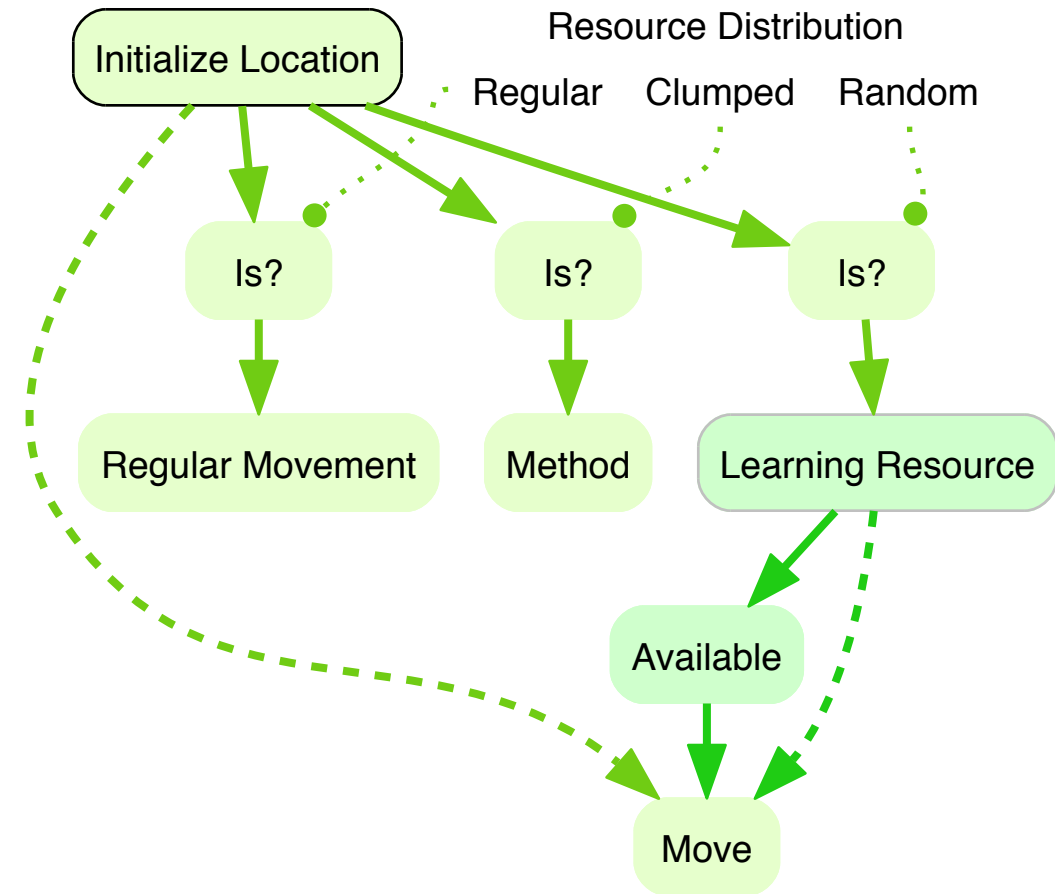 Resource Distribution
Initialize Location
Regular Clumped Random
Is? Is? Is?
Regular Movement Method Learning Resource
Available
Move